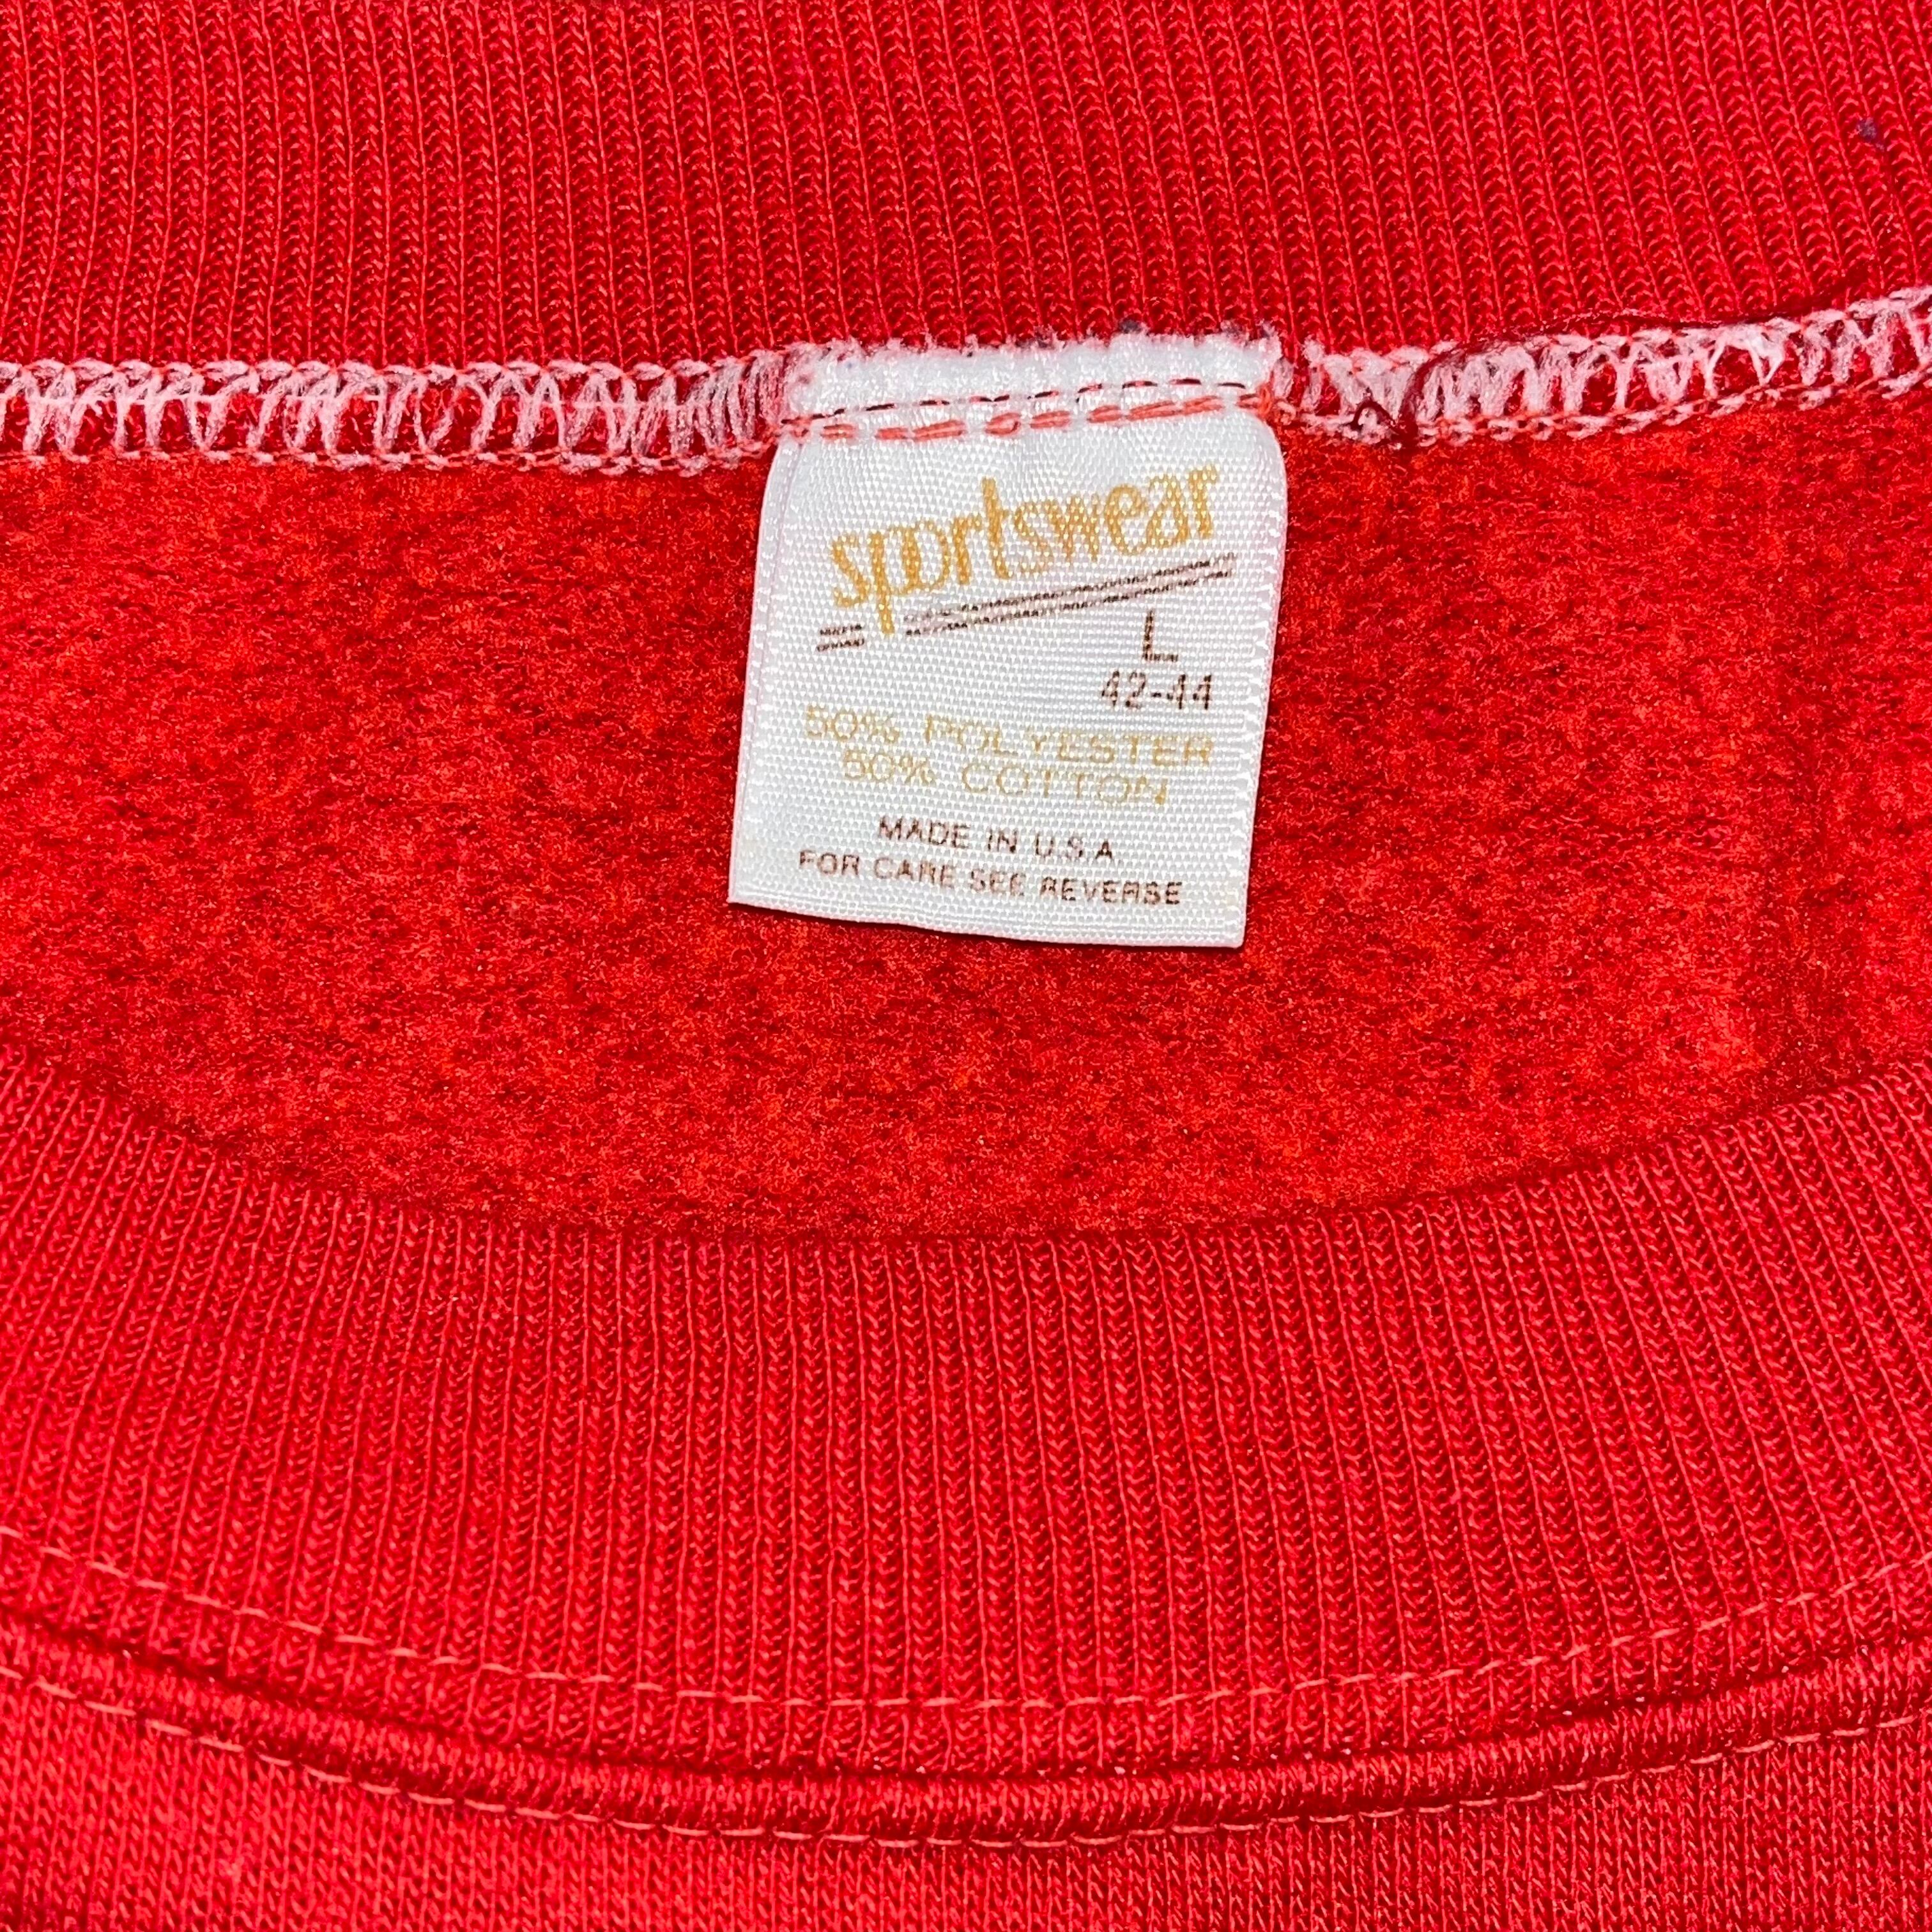 sportswear
L
42-44
50% POLYESTER
50% COTTON
MADE IN U.S.A.
FOR CARE SEE REVERSE